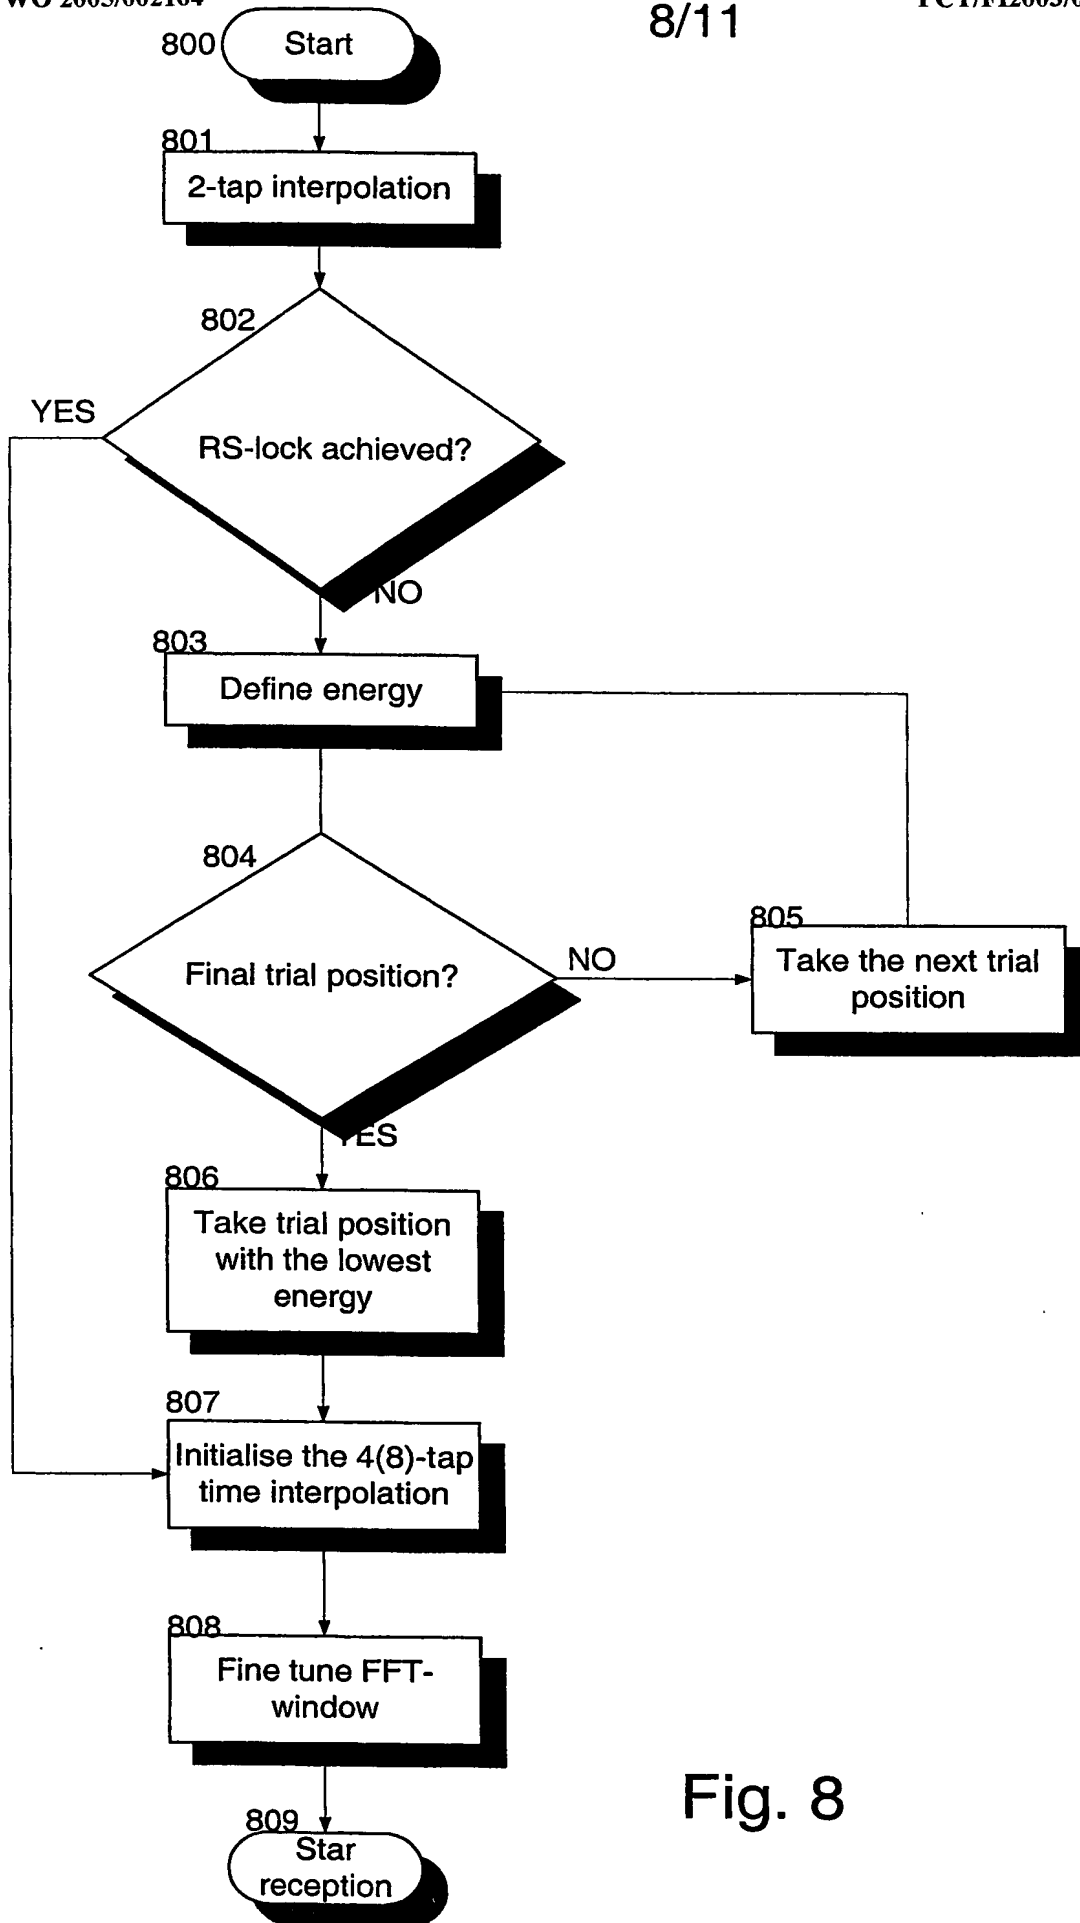 8/11
800
Start
801
2-tap interpolation
802
YES
RS-lock achieved?
NO
803
Define energy
804
Final trial position?
NO
805
Take the next trial
position
YES
806
Take trial position
with the lowest
energy
807
Initialise the 4(8)-tap
time interpolation
808
Fine tune FFT-
window
809
Star
reception
Fig. 8